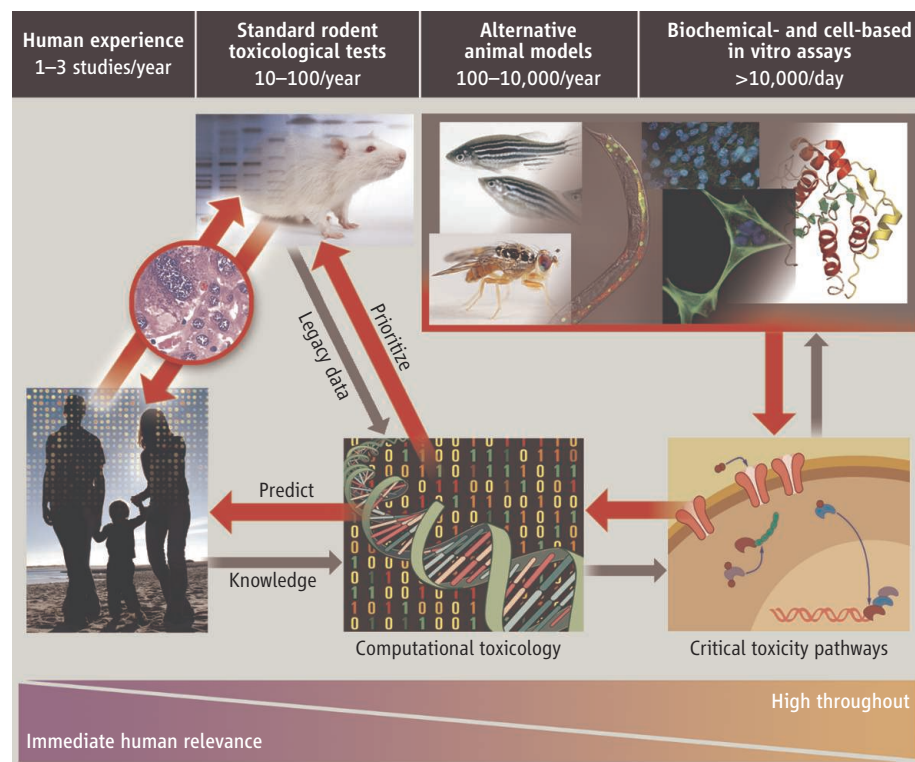 Human experience
1–3 studies/year
Standard rodent
toxicological tests
10–100/year
Alternative
animal models
100–10,000/year
Biochemical- and cell-based
in vitro assays
>10,000/day
Legacy data
Prioritize
Predict
Knowledge
Computational toxicology
Critical toxicity pathways
High throughout
Immediate human relevance